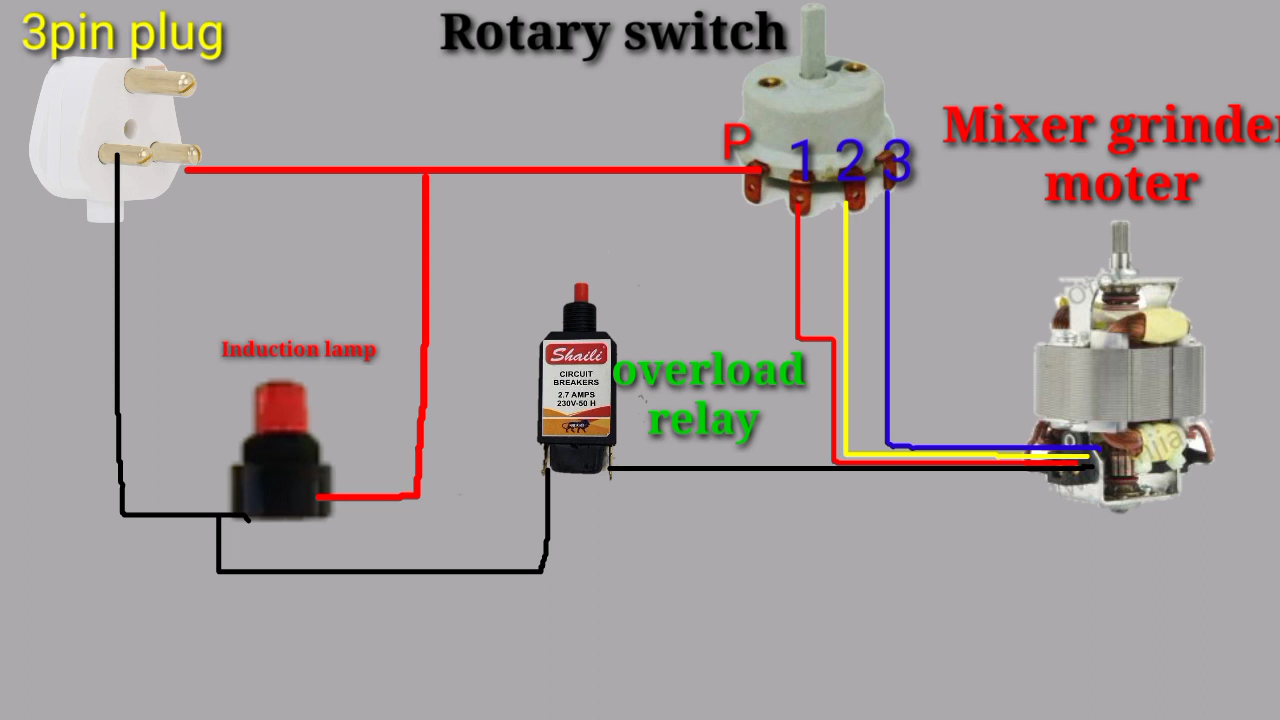 3pin plug
Rotary switch
P
1 2 3
Mixer grinder
moter
Induction lamp
Shaili
CIRCUIT
BREAKERS
2.7 AMPS
230V-50 H
overload
relay